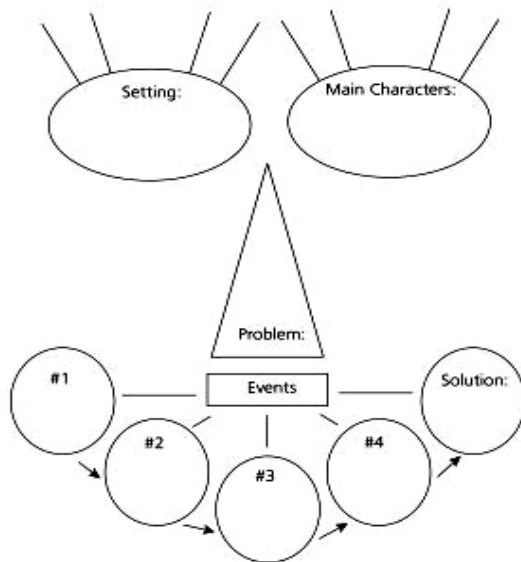 Setting:
Main Characters:
Problem:
Events
#1
#2
#3
#4
Solution: